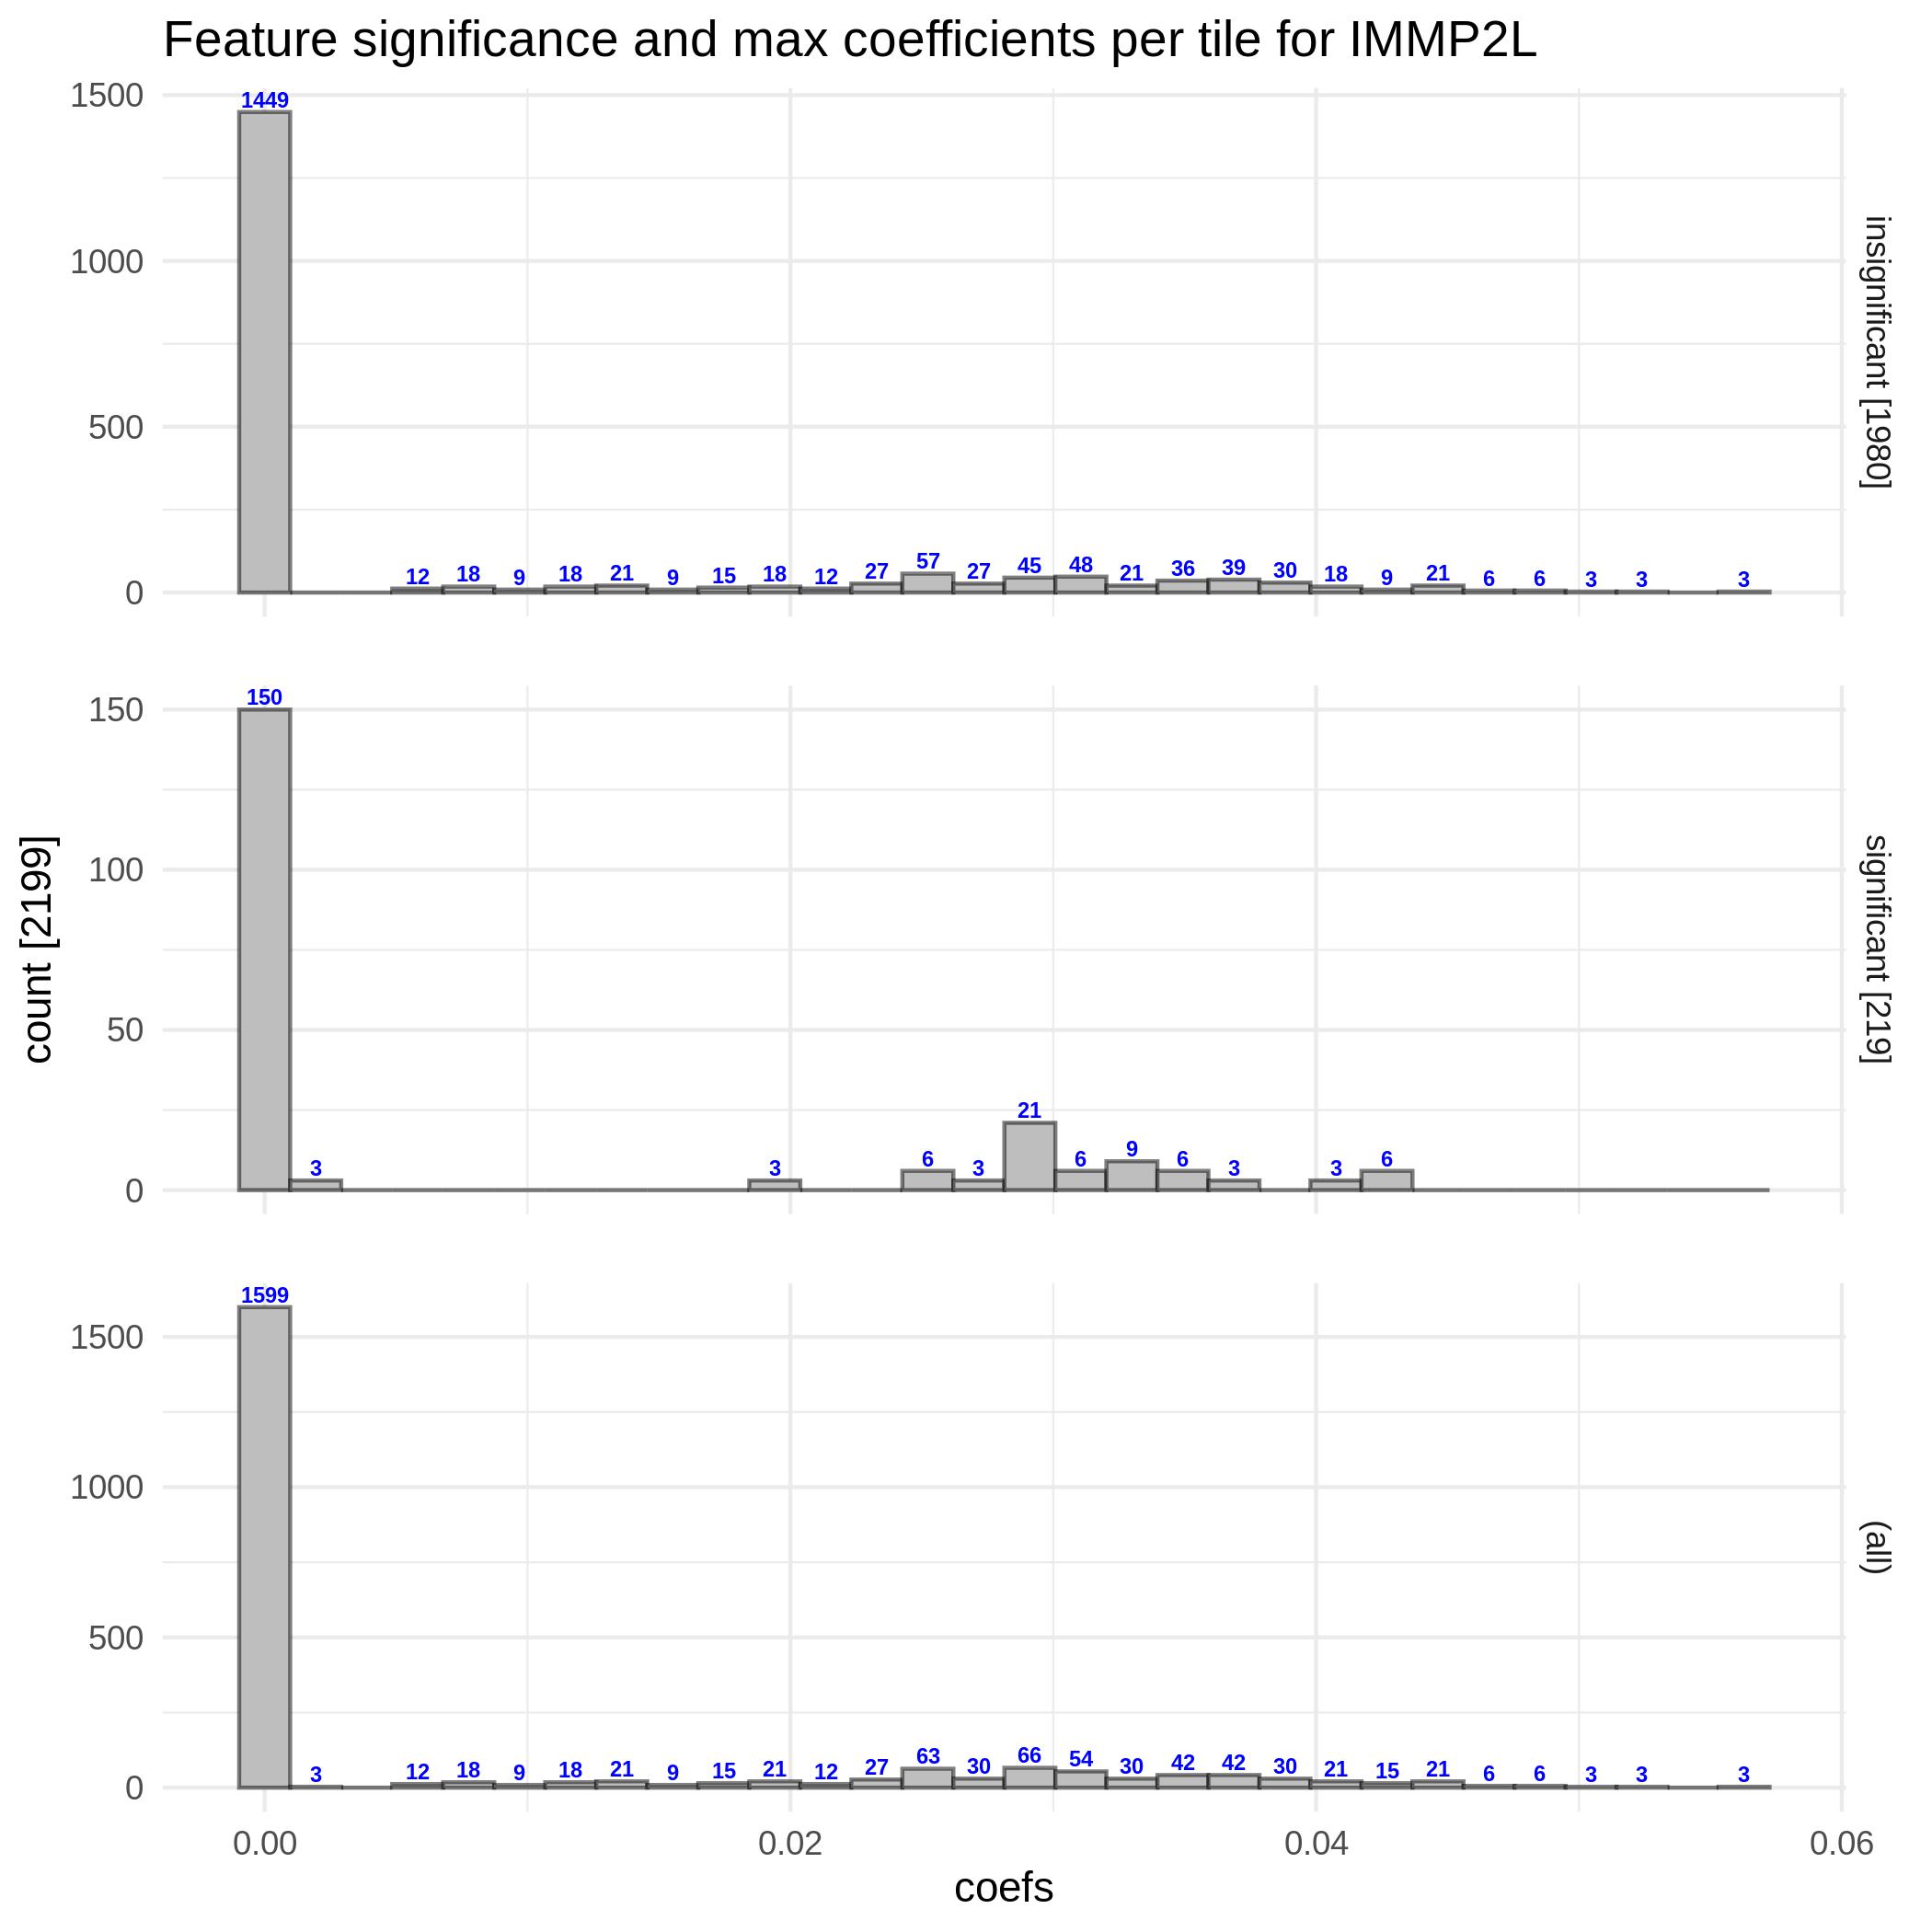 Feature significance and max coefficients per tile for IMMP2L
1500
1000
500
0
1449
12 18 9 18 21 9 15 18 12 27 57 27 45 48 21 36 39 30 18 9 21 6 6 3 3 3
insignificant [1980]
count [2199]
150
100
50
0
150
3 3 6 3 21 6 9 6 3 3 6
significant [219]
1500
1000
500
0
1599
3 12 18 9 18 21 9 15 21 12 27 63 30 66 54 30 42 42 30 21 15 21 6 6 3 3 3
(all)
0.00 0.02 0.04 0.06
coefs